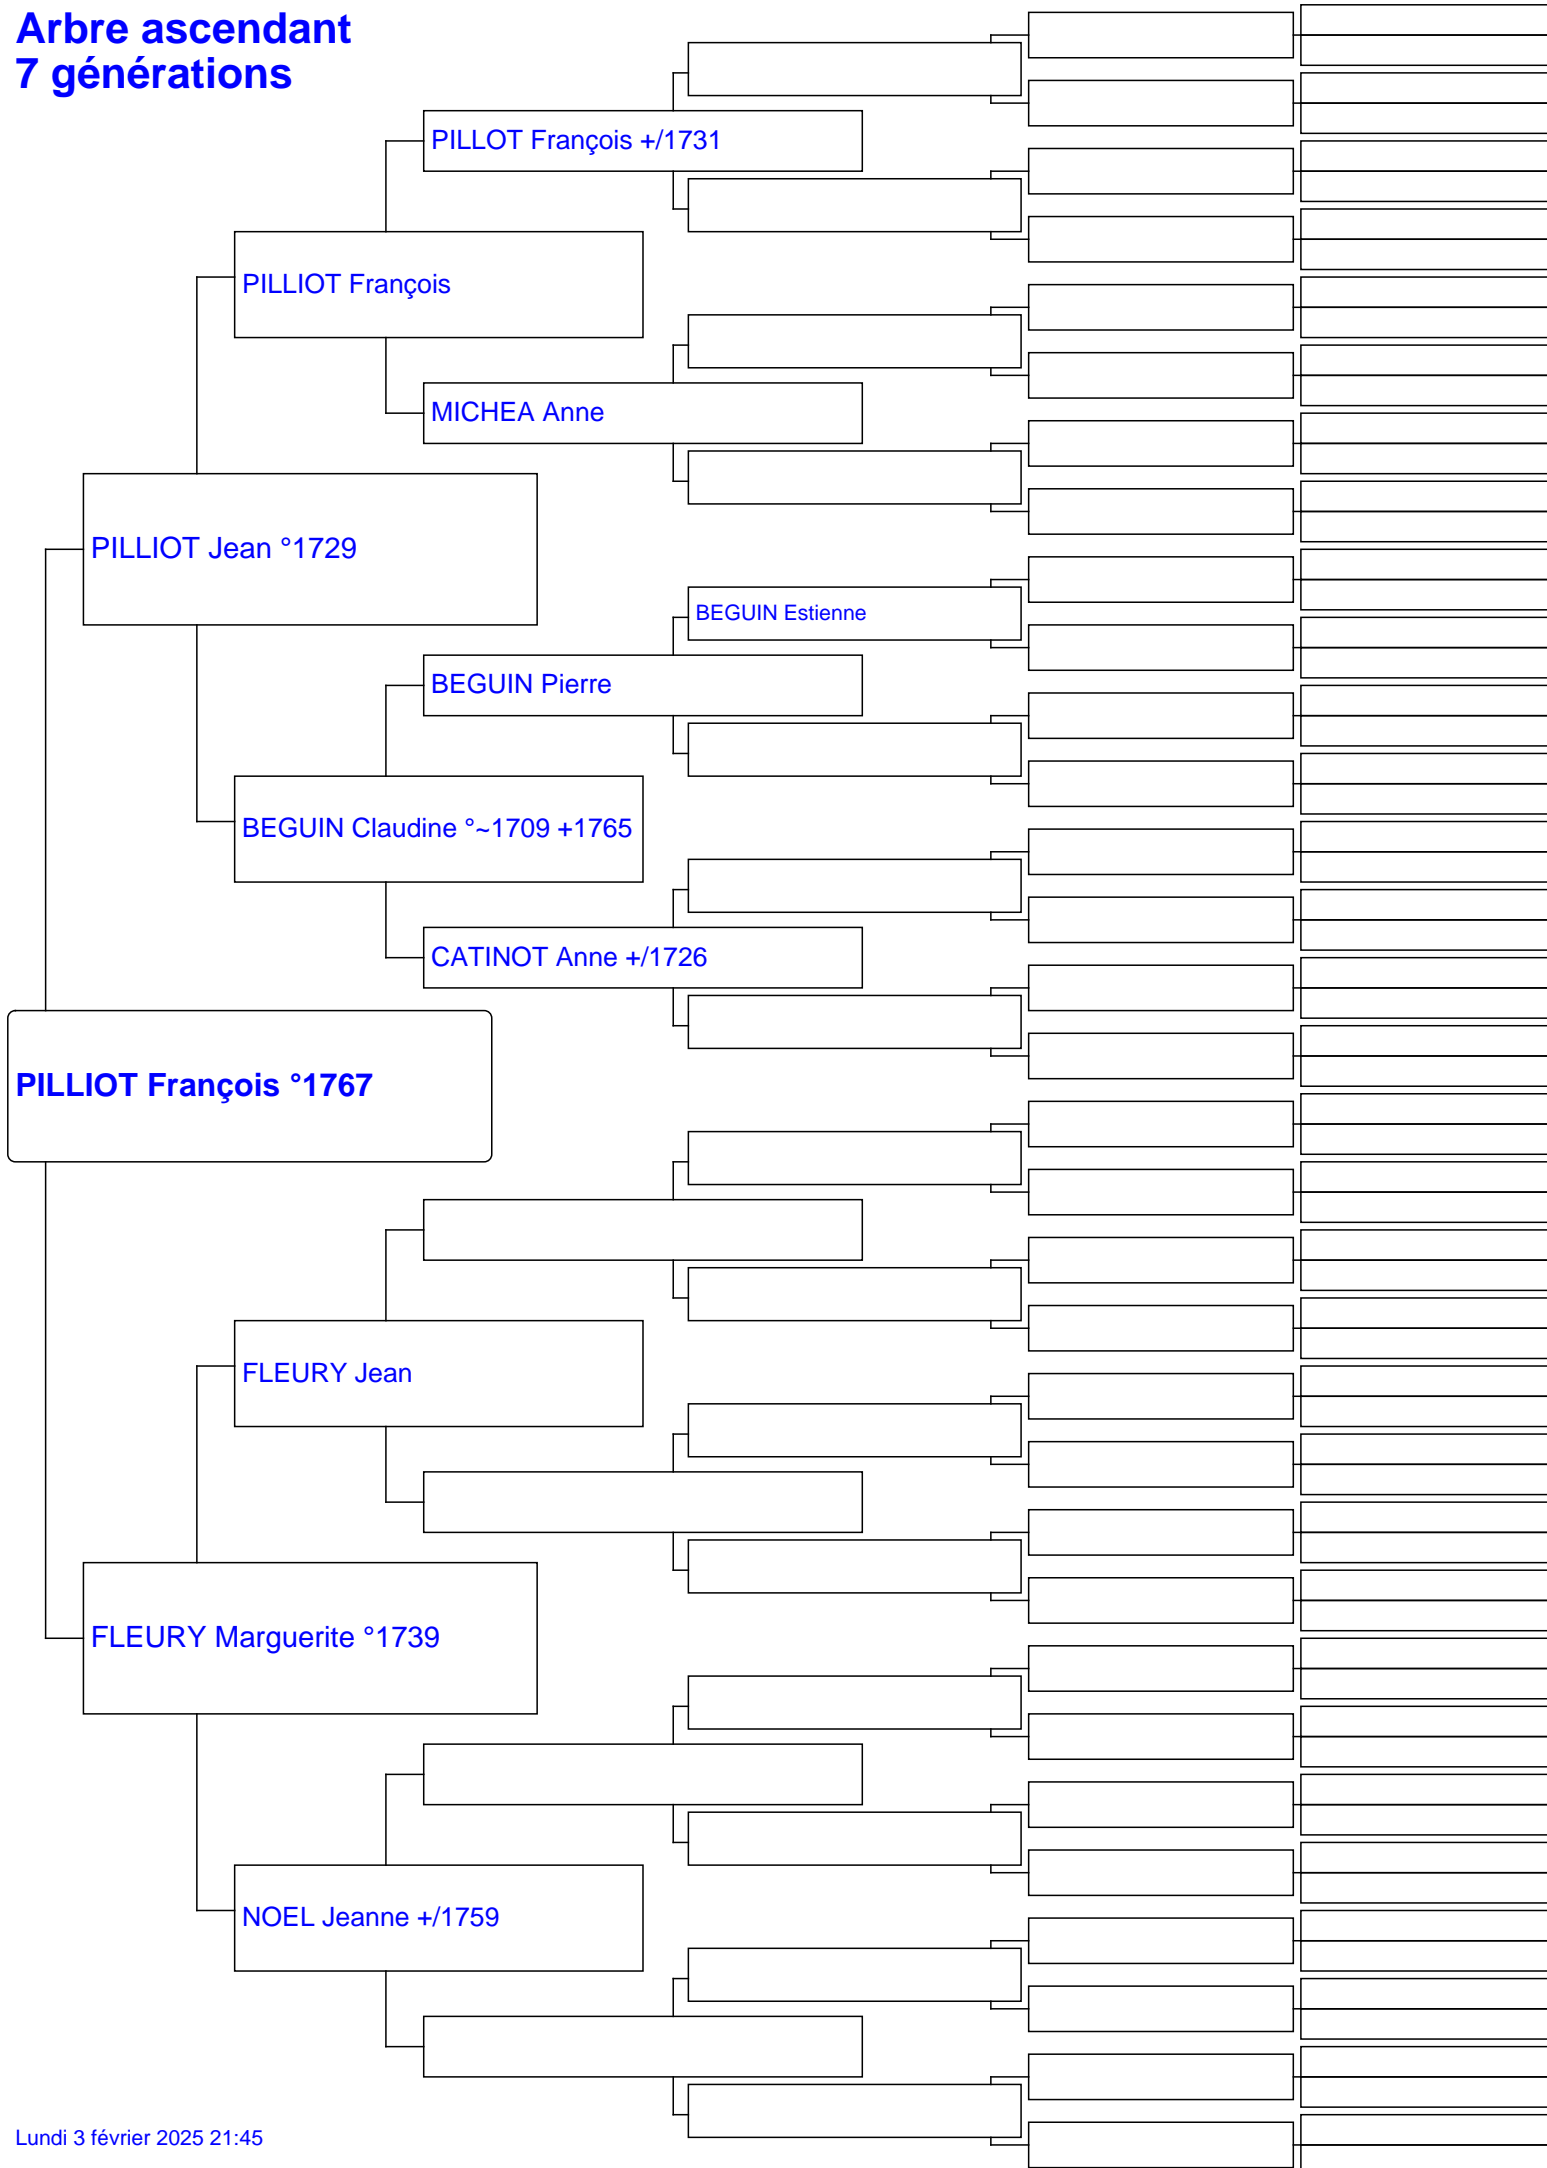 Arbre ascendant
7 générations
PILLOT François +/1731
PILLIOT François
MICHEA Anne
PILLIOT Jean °1729
BEGUIN Estienne
BEGUIN Pierre
BEGUIN Claudine °~1709 +1765
CATINOT Anne +/1726
PILLIOT François °1767
FLEURY Jean
FLEURY Marguerite °1739
NOEL Jeanne +/1759
Lundi 3 février 2025 21:45